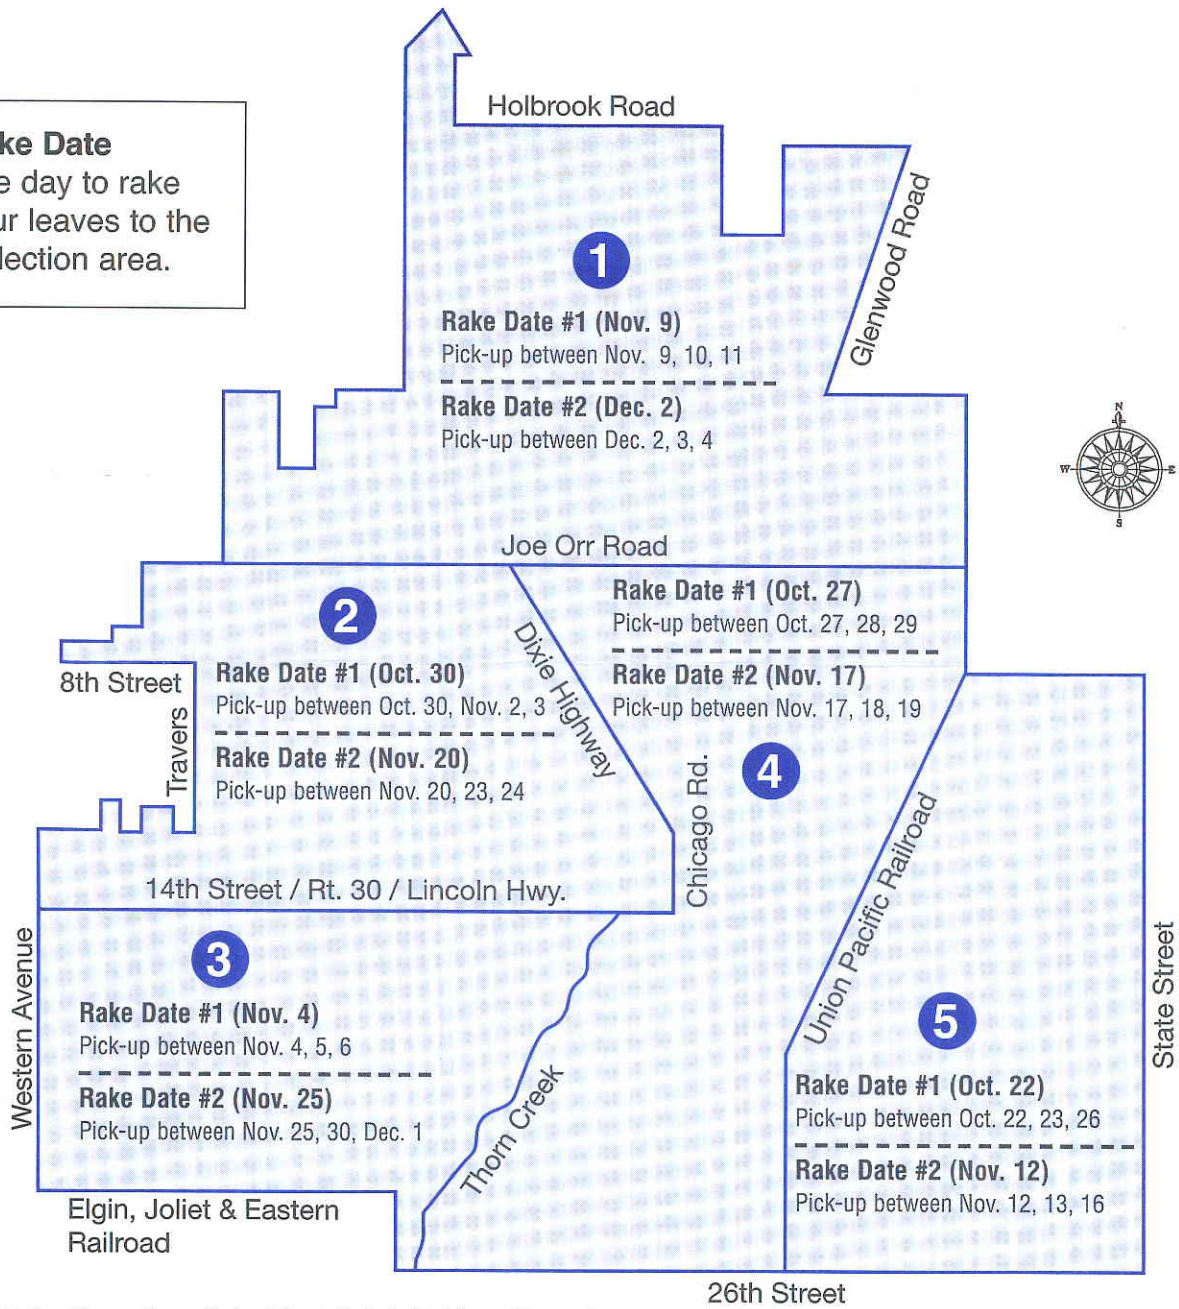 Holbrook Road
ke Date
e day to rake
ur leaves to the
lection area.
Glenwood Road
1
Rake Date #1 (Nov. 9)
Pick-up between Nov. 9, 10, 11
Rake Date #2 (Dec. 2)
Pick-up between Dec. 2, 3, 4
N
W
E
S
Joe Orr Road
2
Rake Date #1 (Oct. 30)
Pick-up between Oct. 30, Nov. 2, 3
Rake Date #2 (Nov. 20)
Pick-up between Nov. 20, 23, 24
8th Street
Travers
Dixie Highway
Rake Date #1 (Oct. 27)
Pick-up between Oct. 27, 28, 29
Rake Date #2 (Nov. 17)
Pick-up between Nov. 17, 18, 19
4
Chicago Rd.
Union Pacific Railroad
14th Street / Rt. 30 / Lincoln Hwy.
Western Avenue
3
Rake Date #1 (Nov. 4)
Pick-up between Nov. 4, 5, 6
Rake Date #2 (Nov. 25)
Pick-up between Nov. 25, 30, Dec. 1
Thorn Creek
5
Rake Date #1 (Oct. 22)
Pick-up between Oct. 22, 23, 26
Rake Date #2 (Nov. 12)
Pick-up between Nov. 12, 13, 16
State Street
Elgin, Joliet & Eastern
Railroad
26th Street